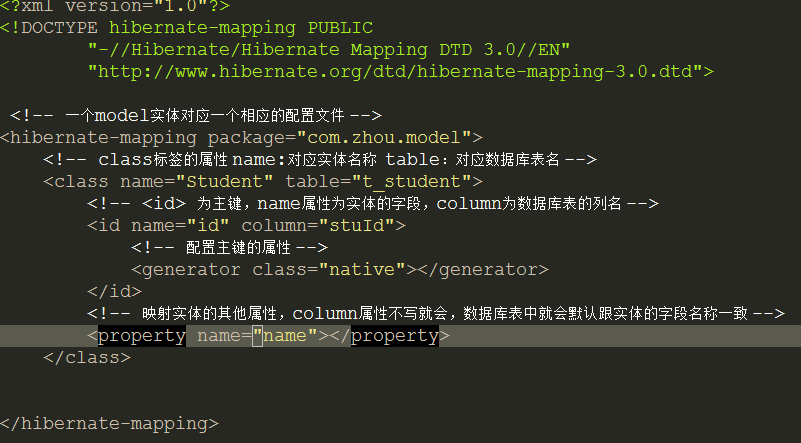 <?xml version="1.0"?>
<!DOCTYPE hibernate-mapping PUBLIC
"-//Hibernate/Hibernate Mapping DTD 3.0//EN"
"http://www.hibernate.org/dtd/hibernate-mapping-3.0.dtd">
<!-- 一个model实体对应一个相应的配置文件 -->
<hibernate-mapping package="com.zhou.model">
<!-- class标签的属性 name:对应实体名称 table：对应数据库表名 -->
<class name="Student" table="t_student">
<!-- <id> 为主键，name属性为实体的字段，column为数据库表的列名 -->
<id name="id" column="stuId">
<!-- 配置主键的属性 -->
<generator class="native"></generator>
</id>
<!-- 映射实体的其他属性，column属性不写就会，数据库表中就会默认跟实体的字段名称一致 -->
<property name="name"></property>
</class>
</hibernate-mapping>